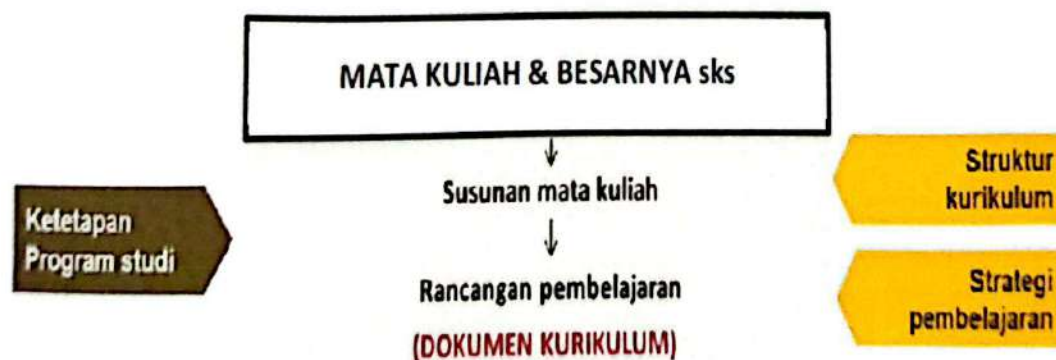 MATA KULIAH & BESARNYA sks
Susunan mata kuliah
Struktur
kurikulum
Ketetapan
Program studi
Rancangan pembelajaran
(DOKUMEN KURIKULUM)
Strategi
pembelajaran